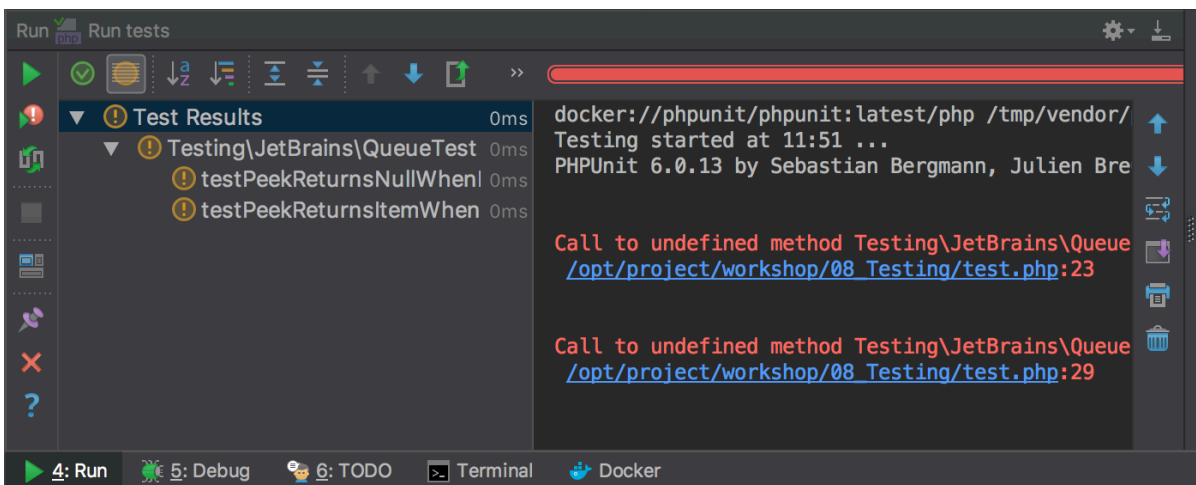 Run php Run tests
Test Results 0ms
Testing\JetBrains\QueueTest 0ms
testPeekReturnsNullWhen 0ms
testPeekReturnsItemWhen 0ms
docker://phpunit/phpunit:latest/php /tmp/vendor/
Testing started at 11:51 ...
PHPUnit 6.0.13 by Sebastian Bergmann, Julien Bre
Call to undefined method Testing\JetBrains\Queue
/opt/project/workshop/08_Testing/test.php:23
Call to undefined method Testing\JetBrains\Queue
/opt/project/workshop/08_Testing/test.php:29
4: Run 5: Debug 6: TODO Terminal Docker